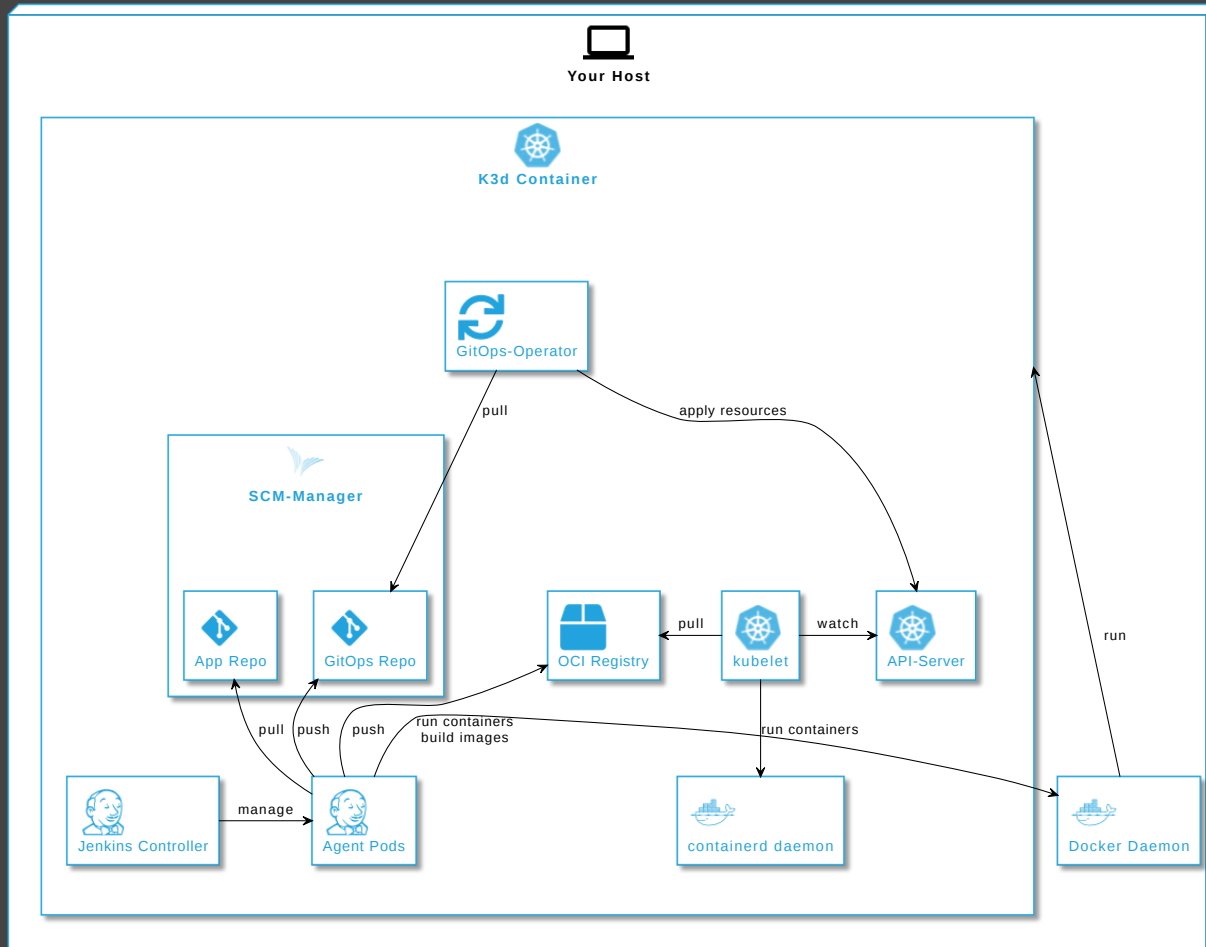 Your Host
K3d Container
GitOps-Operator
pull
apply resources
SCM-Manager
App Repo
GitOps Repo
OCI Registry
pull
kubelet
watch
API-Server
run
pull
push
push
run containers
build images
run containers
Jenkins Controller
manage
Agent Pods
containerd daemon
Docker Daemon